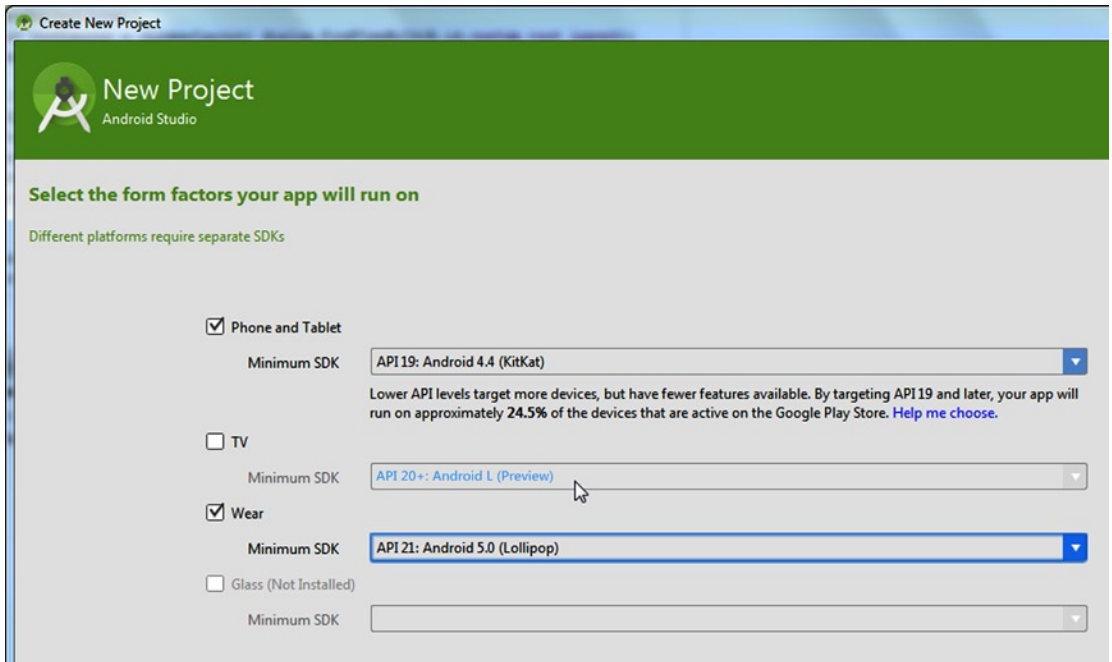 Create New Project
New Project
Android Studio
Select the form factors your app will run on
Different platforms require separate SDKs
Phone and Tablet
Minimum SDK
API 19: Android 4.4 (KitKat)
Lower API levels target more devices, but have fewer features available. By targeting API 19 and later, your app will
run on approximately 24.5% of the devices that are active on the Google Play Store. Help me choose.
TV
Minimum SDK
API 20+: Android L (Preview)
Wear
Minimum SDK
API 21: Android 5.0 (Lollipop)
Glass (Not Installed)
Minimum SDK